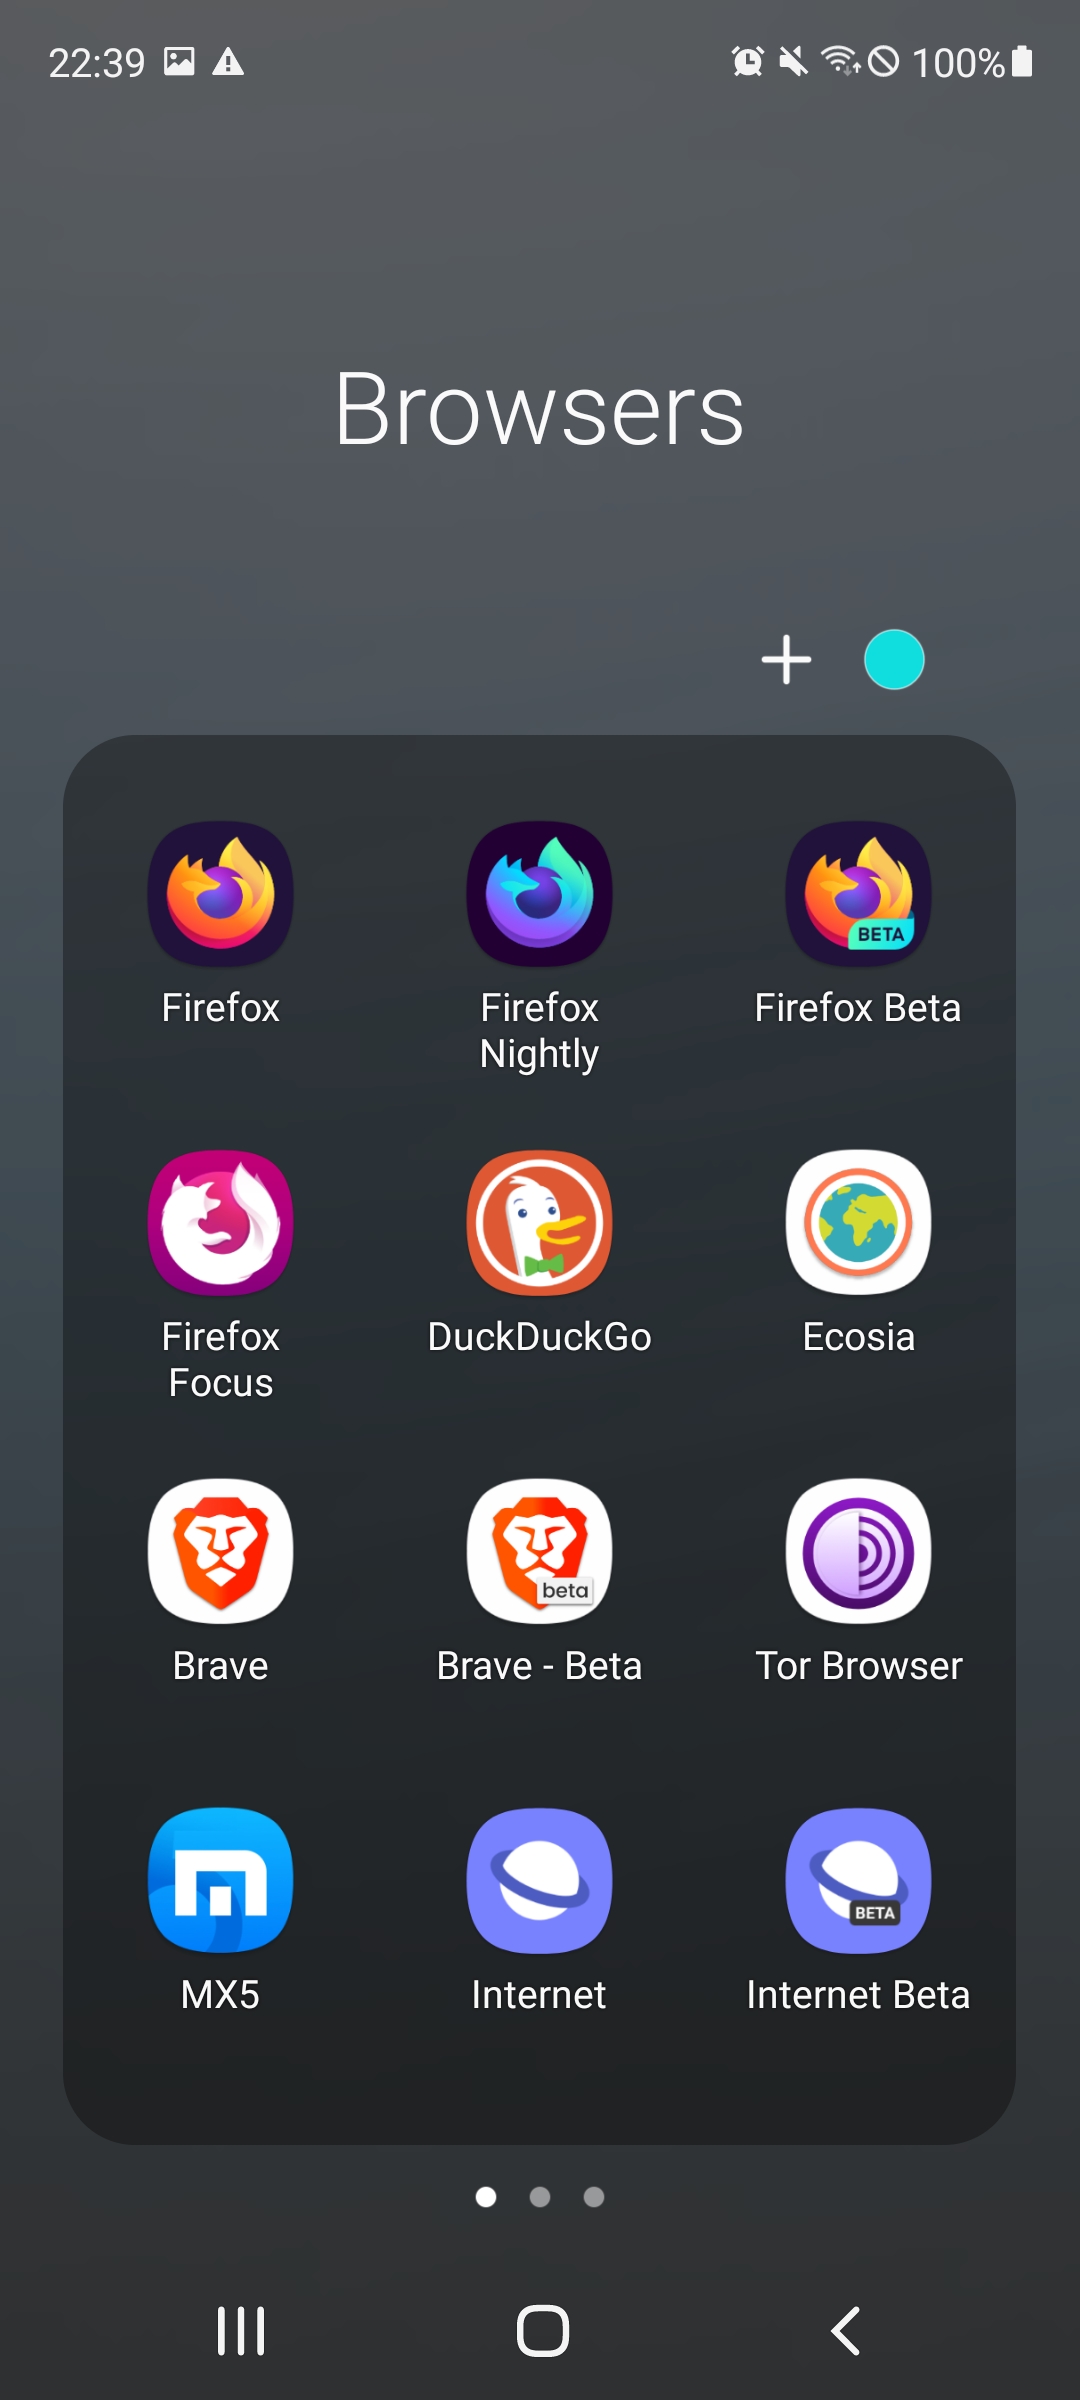 22:39 100%
Browsers
BETA
Firefox Firefox Nightly Firefox Beta
Firefox Focus DuckDuckGo Ecosia
beta
Brave Brave - Beta Tor Browser
BETA
MX5 Internet Internet Beta